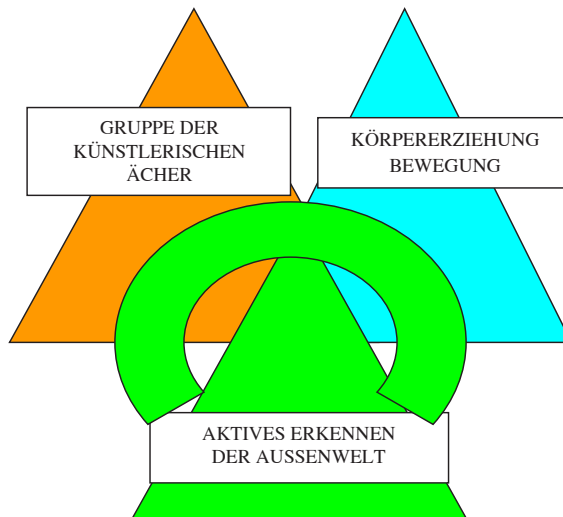 GRUPPE DER
KÜNSTLERISCHEN
ÄCHER
KÖRPERERZIEHUNG
BEWEGUNG
AKTIVES ERKENNEN
DER AUSSENWELT